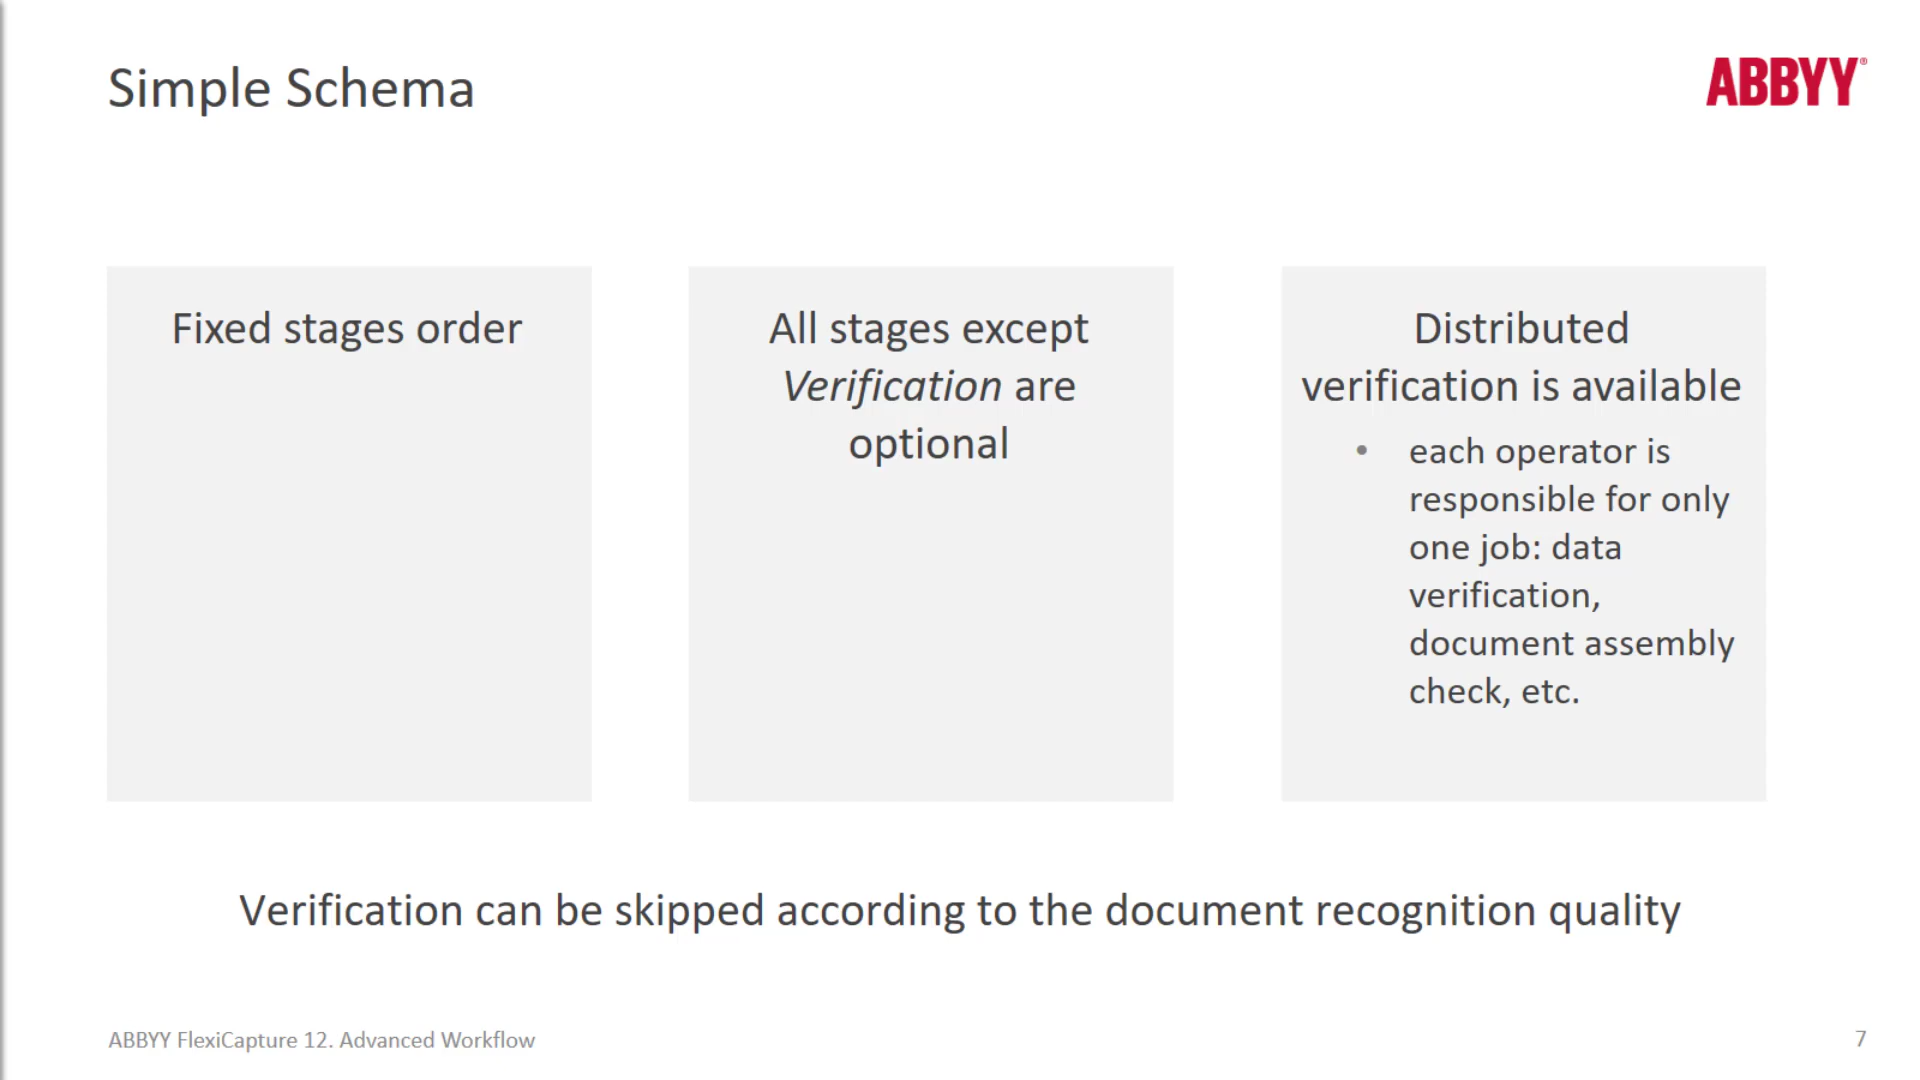 Simple Schema
ABBYY®
Fixed stages order
All stages except
Verification are
optional
Distributed
verification is available
• each operator is
responsible for only
one job: data
verification,
document assembly
check, etc.
Verification can be skipped according to the document recognition quality
ABBYY FlexiCapture 12. Advanced Workflow
7